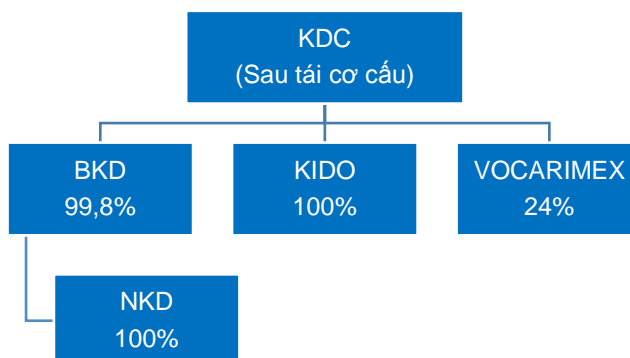 KDC
(Sau tái cơ cấu)
BKD
99,8%
KIDO
100%
VOCARIMEX
24%
NKD
100%